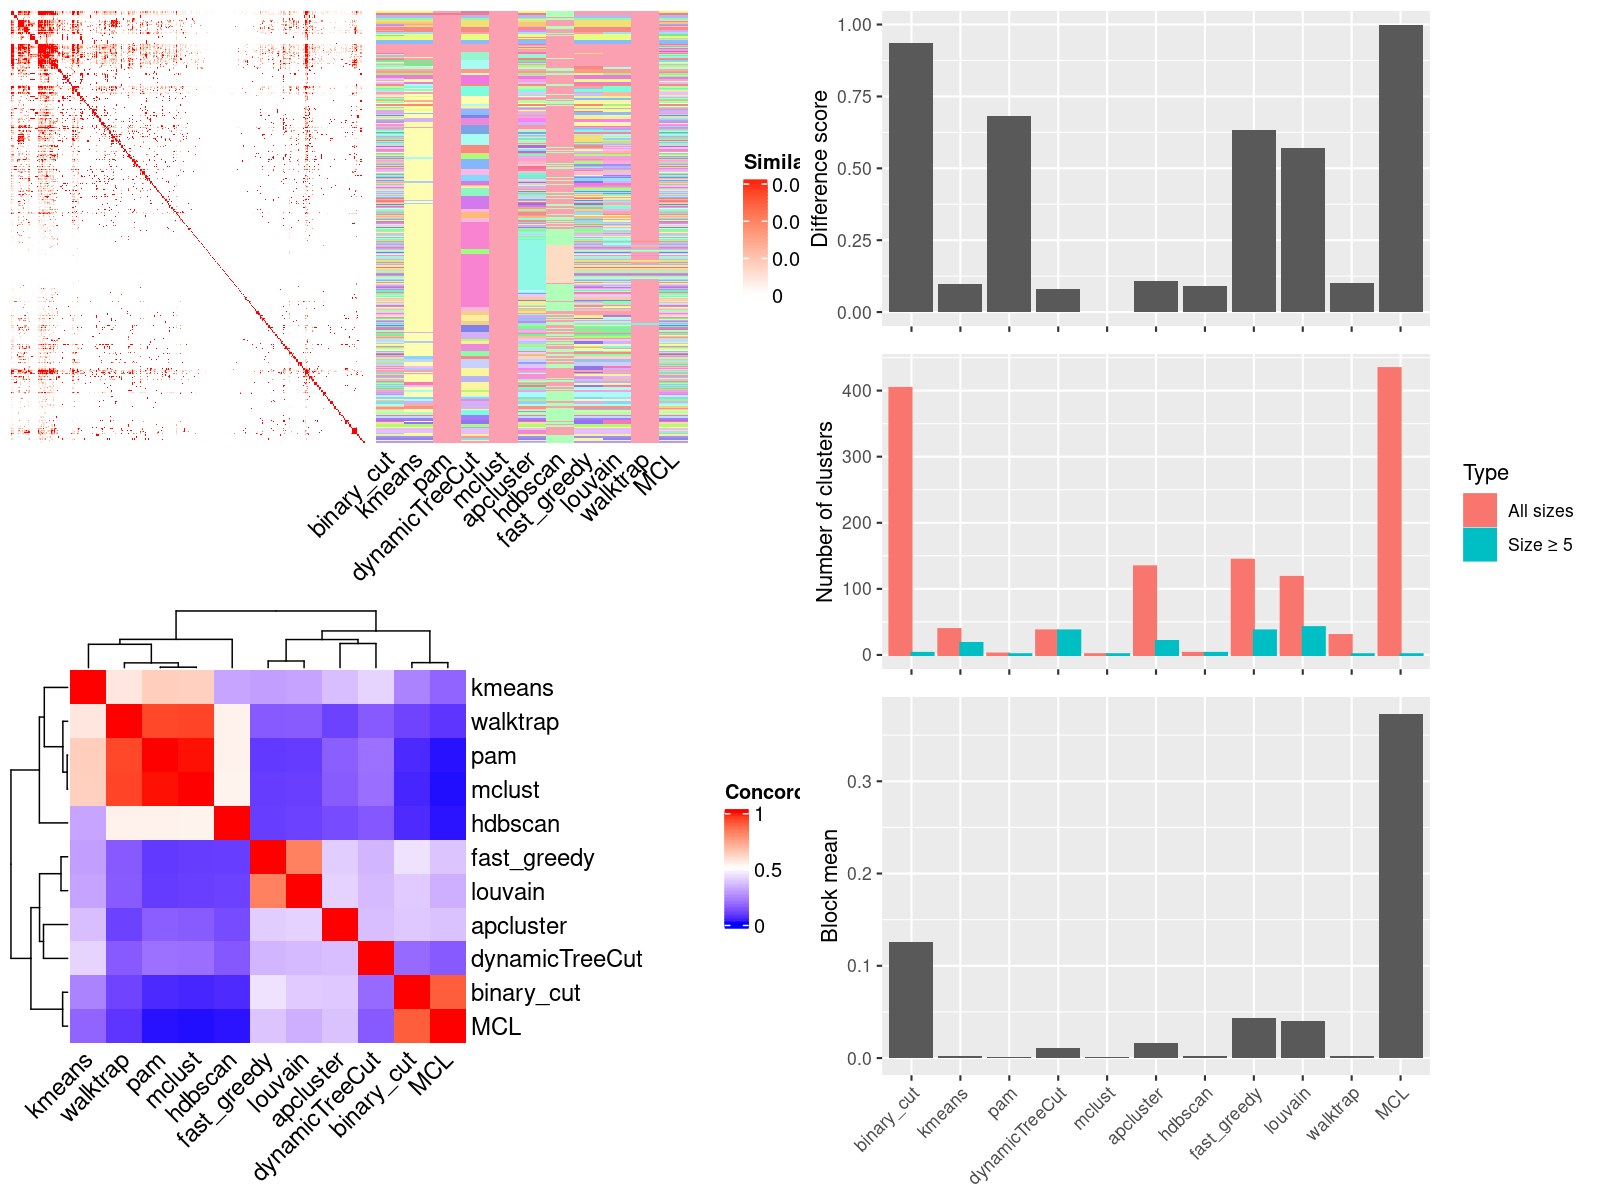 Simila
0.0
0.0
0.0
0
binary_cut
kmeans
pam
dynamicTreeCut
mclust
apcluster
hdbscan
fast_greedy
louvain
walktrap
MCL
Difference score
1.00
0.75
0.50
0.25
0.00
Number of clusters
400
300
200
100
0
Type
All sizes
Size ≥ 5
kmeans
walktrap
pam
mclust
hdbscan
fast_greedy
louvain
apcluster
dynamicTreeCut
binary_cut
MCL
kmeans
walktrap
pam
mclust
hdbscan
fast_greedy
louvain
apcluster
dynamicTreeCut
binary_cut
MCL
Concord
1
0.5
0
Block mean
0.3
0.2
0.1
0.0
binary_cut
kmeans
pam
dynamicTreeCut
mclust
apcluster
hdbscan
fast_greedy
louvain
walktrap
MCL